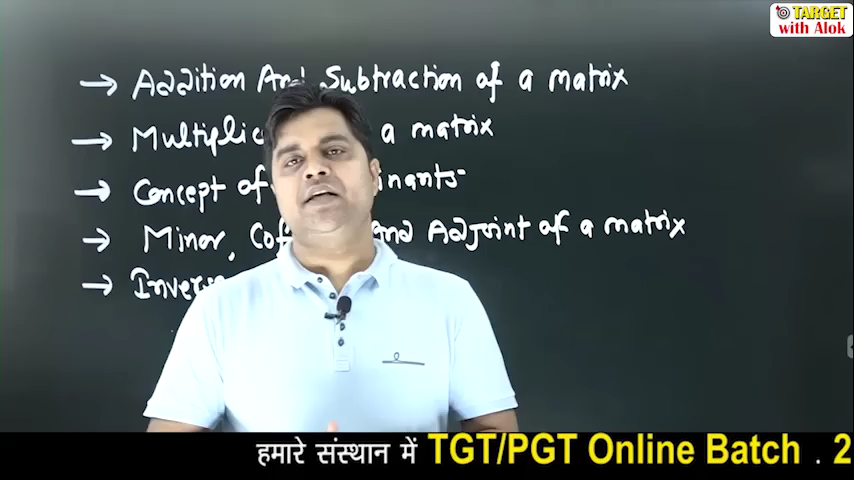 TARGET
with Alok
→ Addition And Subtraction of a matrix
→ Multiplic a matrix
→ Concept of inants
→ Minor, Cof And Adjoint of a matrix
→ Inverse
हमारे संस्थान में TGT/PGT Online Batch . 2